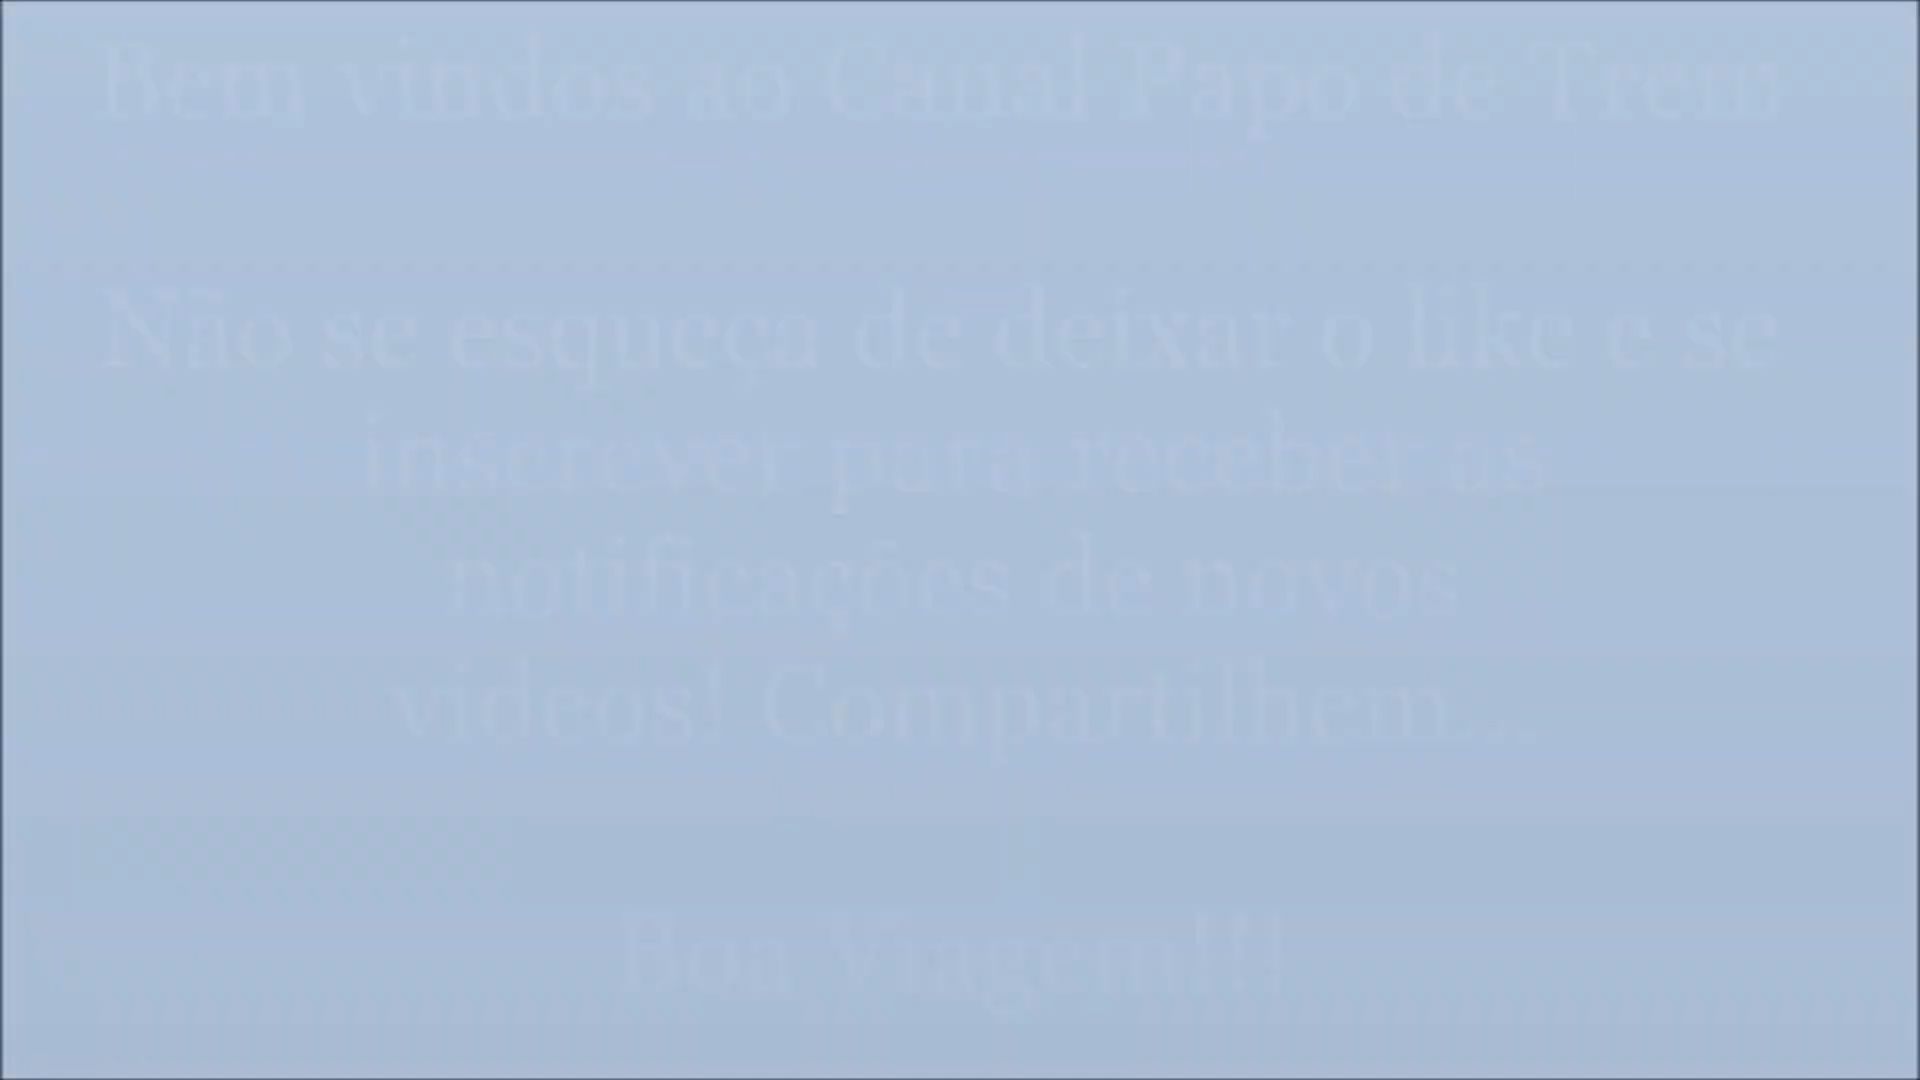 Bem vindos ao Canal Papo de Trem
Não se esqueça de deixar o like e se
inscrever para receber as
notificações de novos
videos! Compartilhem...
Boa Viagem!!!